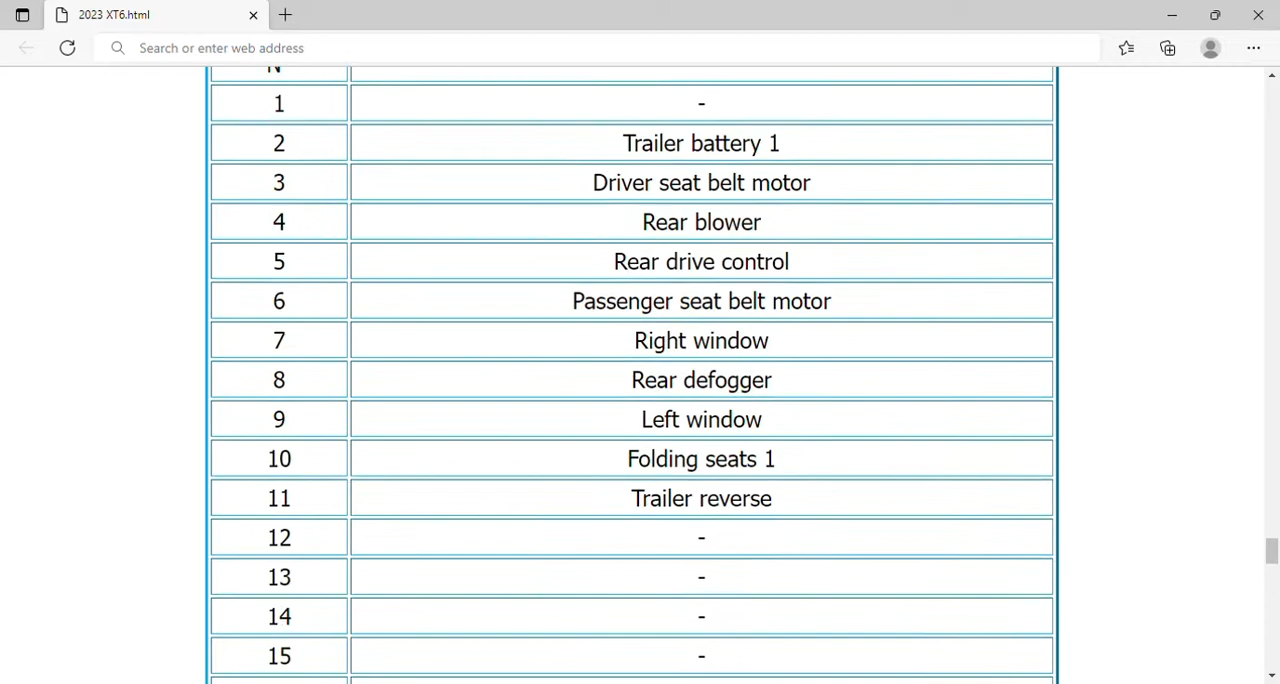 2023 XT6.html
Search or enter web address
N
1 -
2 Trailer battery 1
3 Driver seat belt motor
4 Rear blower
5 Rear drive control
6 Passenger seat belt motor
7 Right window
8 Rear defogger
9 Left window
10 Folding seats 1
11 Trailer reverse
12 -
13 -
14 -
15 -